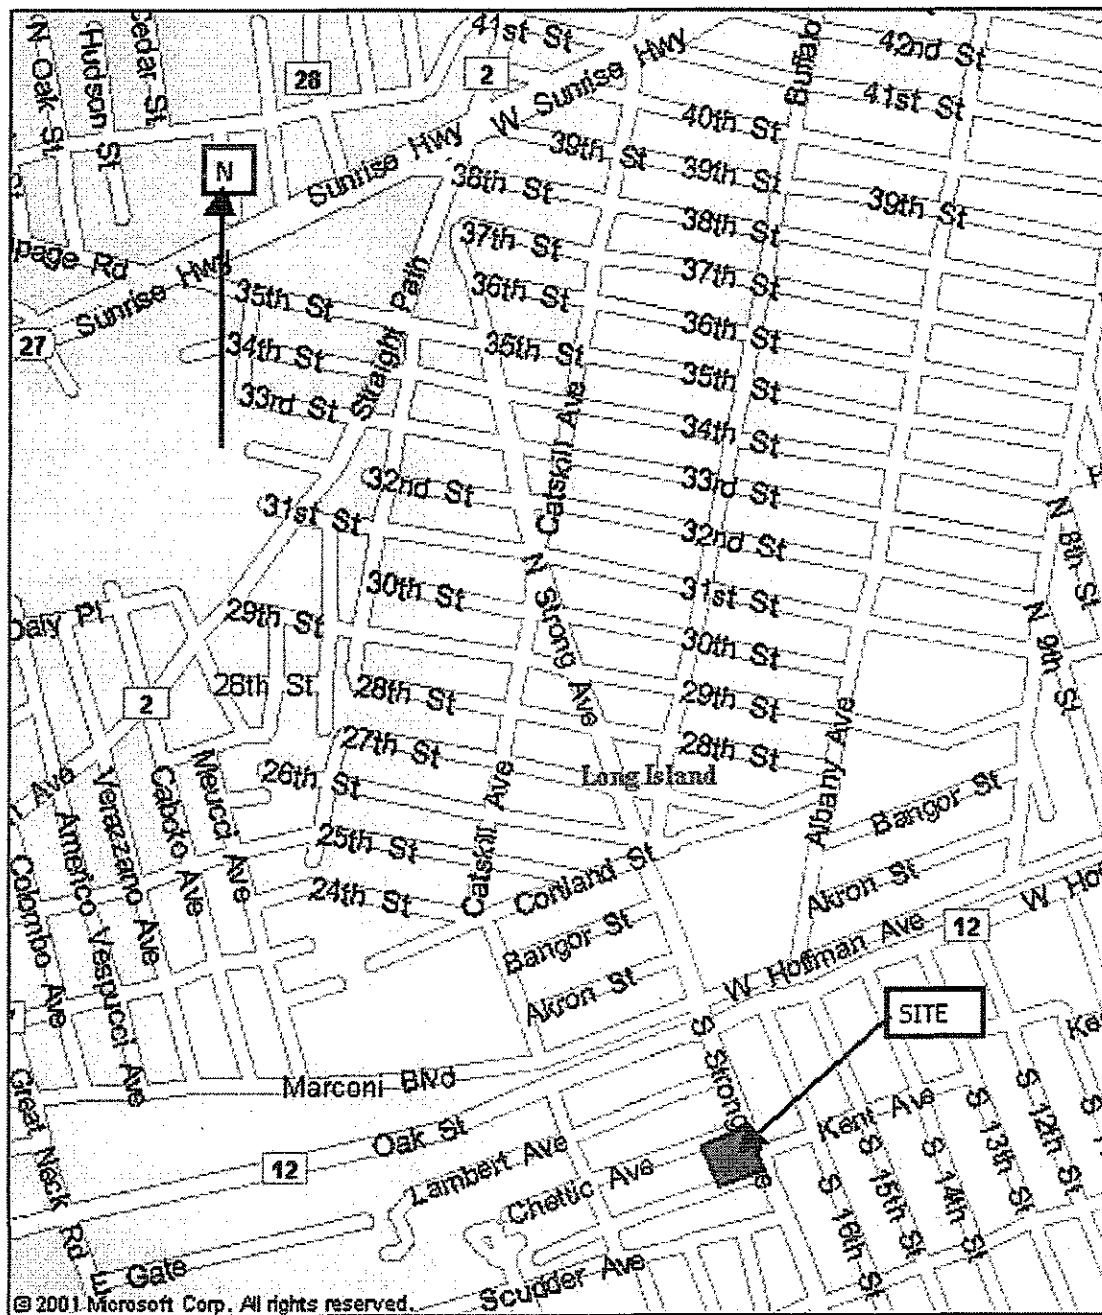 41st St
42nd St
Cedar St
N Oak St
Hudson St
28
2
W Sunrise Hwy
Buffalo
41st St
40th St
39th St
39th St
39th St
N
Sunrise Hwy
38th St
38th St
37th St
37th St
Sunrise Hwy
35th St
36th St
36th St
Straight Path
27
34th St
35th St
35th St
33rd St
34th St
Catskill Ave
32nd St
33rd St
31st St
32nd St
N 8th St
30th St
N Strong Ave
31st St
29th St
30th St
N 9th St
Daly Pl
28th St
28th St
29th St
2
27th St
28th St
26th St
Long Island
Albany Ave
Ave
Verazzano Ave
Caboto Ave
Meucci Ave
Americo Vespucci Ave
Colombo Ave
25th St
Catskill Ave
Bangor St
24th St
Conland St
Akron St
Bangor St
W Hoffman Ave
12
Akron St
SITE
Great Neck Rd
Marconi Blvd
S Strong Ave
Oak St
Kent Ave
12
Lambert Ave
Chettic Ave
S 12th St
S 13th St
S 14th St
S 15th St
S 16th St
Gate
Scudder Ave
© 2001 Microsoft Corp. All rights reserved.